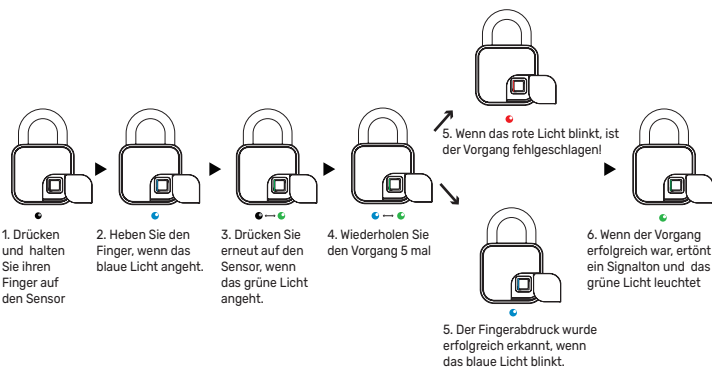 1. Drücken
und halten
Sie ihren
Finger auf
den Sensor
2. Heben Sie den
Finger, wenn das
blaue Licht angeht.
3. Drücken Sie
erneut auf den
Sensor, wenn
das grüne Licht
angeht.
4. Wiederholen Sie
den Vorgang 5 mal
5. Wenn das rote Licht blinkt, ist
der Vorgang fehlgeschlagen!
5. Der Fingerabdruck wurde
erfolgreich erkannt, wenn
das blaue Licht blinkt.
6. Wenn der Vorgang
erfolgreich war, ertönt
ein Signalton und das
grüne Licht leuchtet